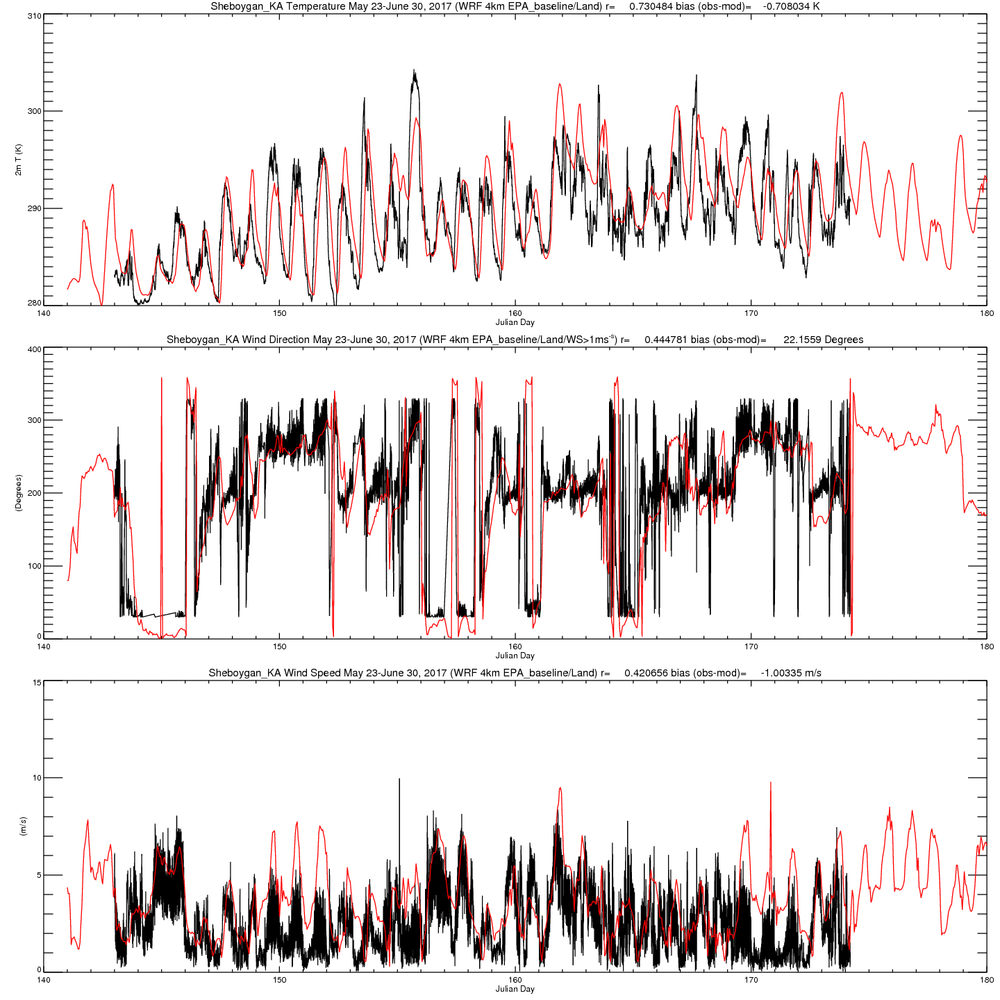 Sheboygan_KA Temperature May 23-June 30, 2017 (WRF 4km EPA_baseline/Land) r= 0.730484 bias (obs-mod)= -0.708034 K
310
300
290
280
2m T (K)
140 150 160 170 180
Julian Day
Sheboygan_KA Wind Direction May 23-June 30, 2017 (WRF 4km EPA_baseline/Land/WS>1ms-s) r= 0.444781 bias (obs-mod)= 22.1559 Degrees
400
300
200
100
0
(Degrees)
140 150 160 170 180
Julian Day
Sheboygan_KA Wind Speed May 23-June 30, 2017 (WRF 4km EPA_baseline/Land) r= 0.420656 bias (obs-mod)= -1.00335 m/s
15
10
5
0
(m/s)
140 150 160 170 180
Julian Day